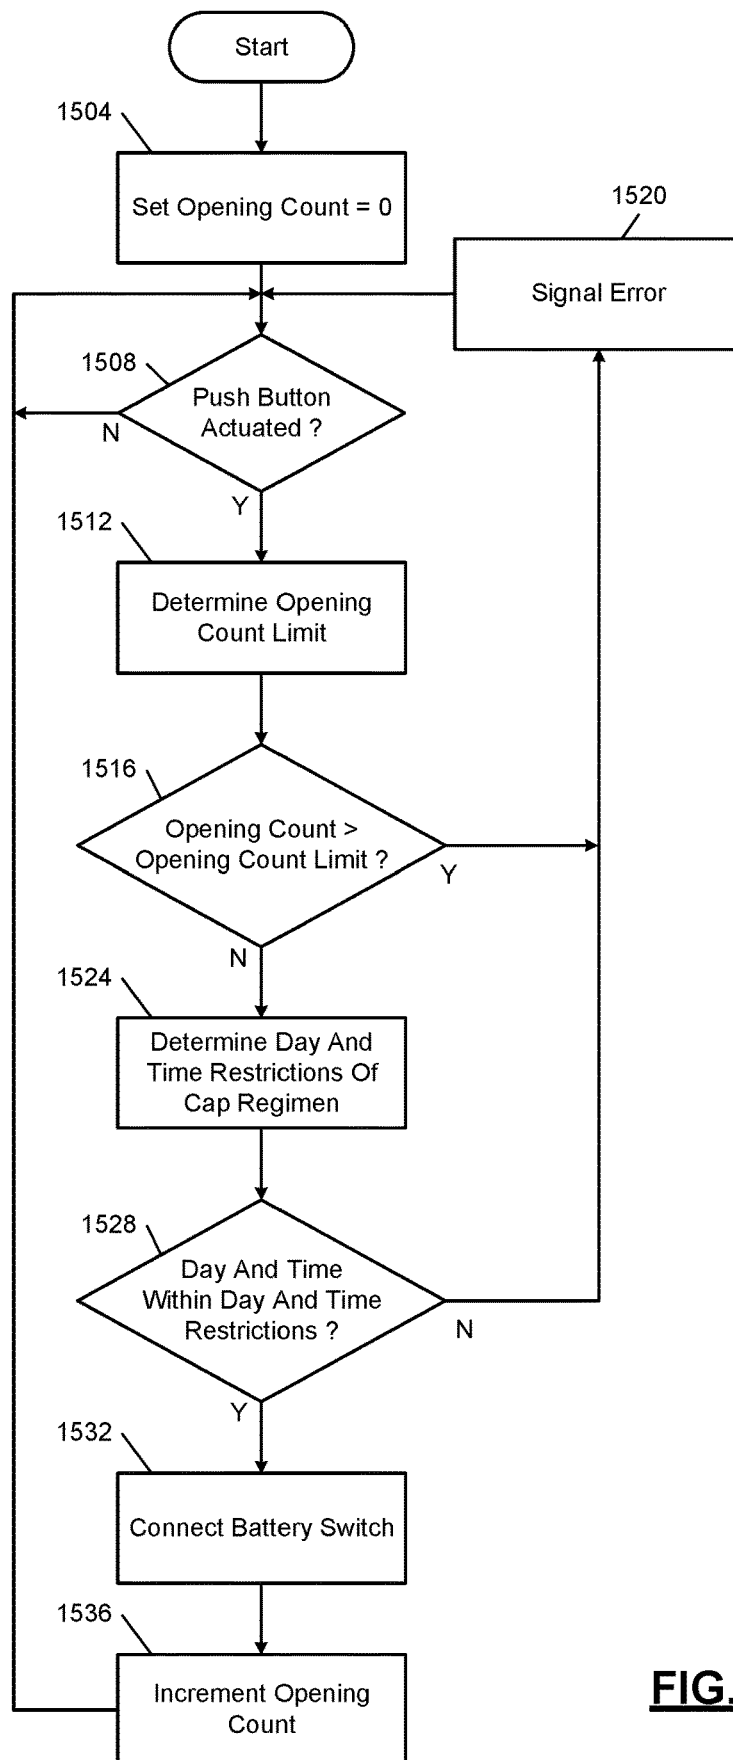 Start
1504
Set Opening Count = 0
1520
Signal Error
1508
Push Button
Actuated ?
N
Y
1512
Determine Opening
Count Limit
1516
Opening Count >
Opening Count Limit ?
Y
N
1524
Determine Day And
Time Restrictions Of
Cap Regimen
1528
Day And Time
Within Day And Time
Restrictions ?
N
Y
1532
Connect Battery Switch
1536
Increment Opening
Count
FIG.